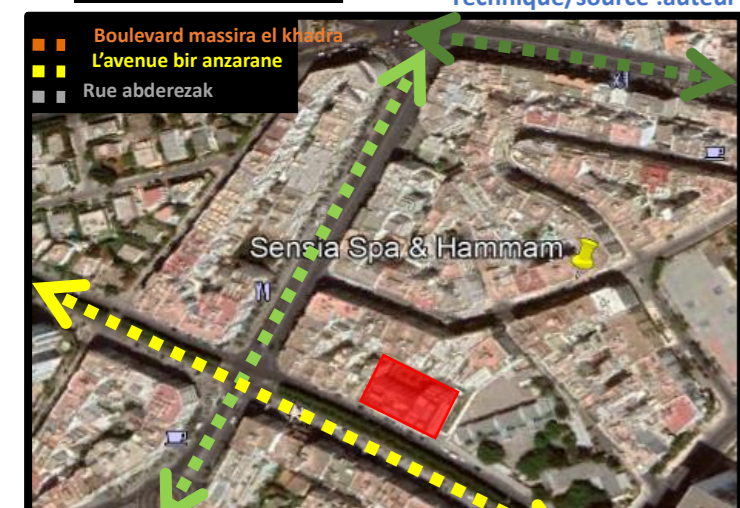 Technique/source :auteur
Boulevard massira el khadra
L'avenue bir anzarane
Rue abderezak
Sensia Spa & Hammam